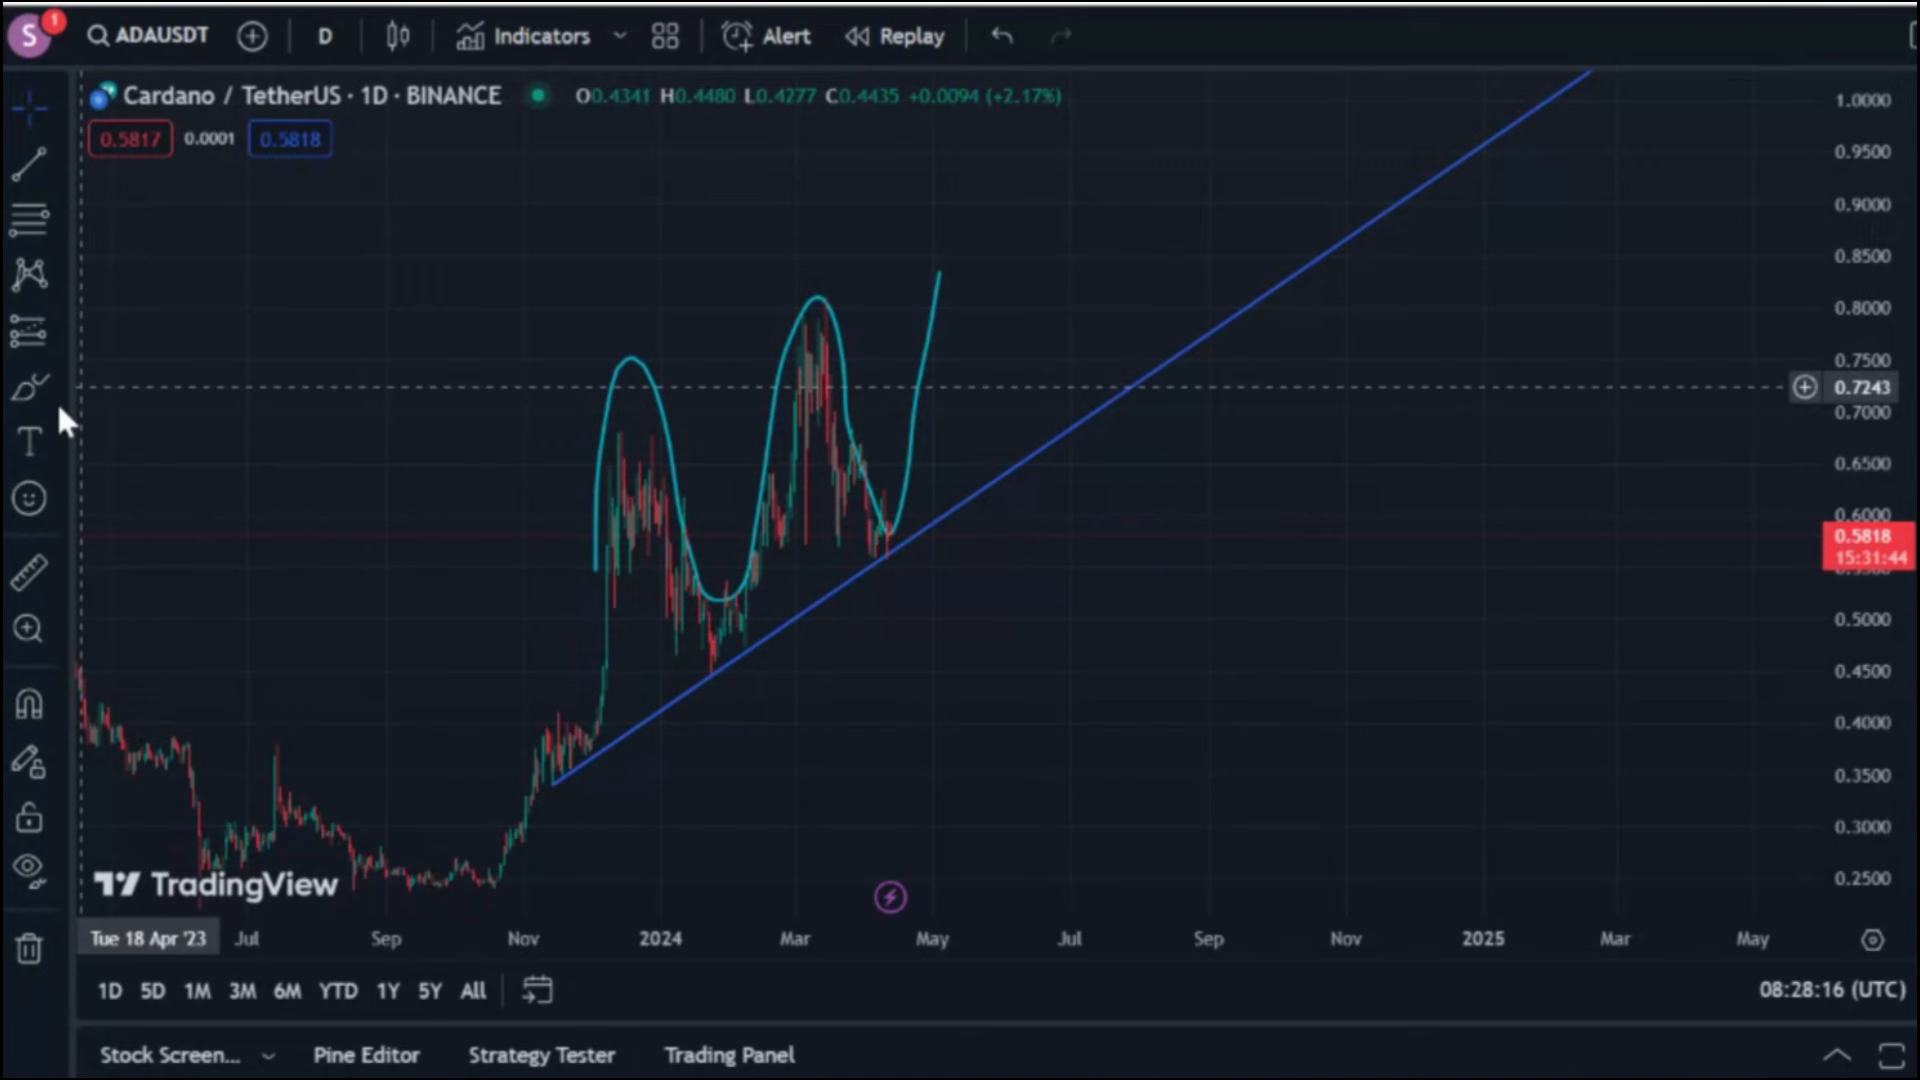 S
1
ADAUSDT
D
Indicators
Alert
Replay
Cardano / TetherUS · 1D · BINANCE
O0.4341 H0.4480 L0.4277 C0.4435 +0.0094 (+2.17%)
0.5817
0.0001
0.5818
1.0000
0.9500
0.9000
0.8500
0.8000
0.7500
0.7243
0.7000
0.6500
0.6000
0.5818
15:31:44
0.5000
0.4500
0.4000
0.3500
0.3000
0.2500
TradingView
Tue 18 Apr '23
Jul
Sep
Nov
2024
Mar
May
Jul
Sep
Nov
2025
Mar
May
1D 5D 1M 3M 6M YTD 1Y 5Y All
08:28:16 (UTC)
Stock Screen...
Pine Editor
Strategy Tester
Trading Panel